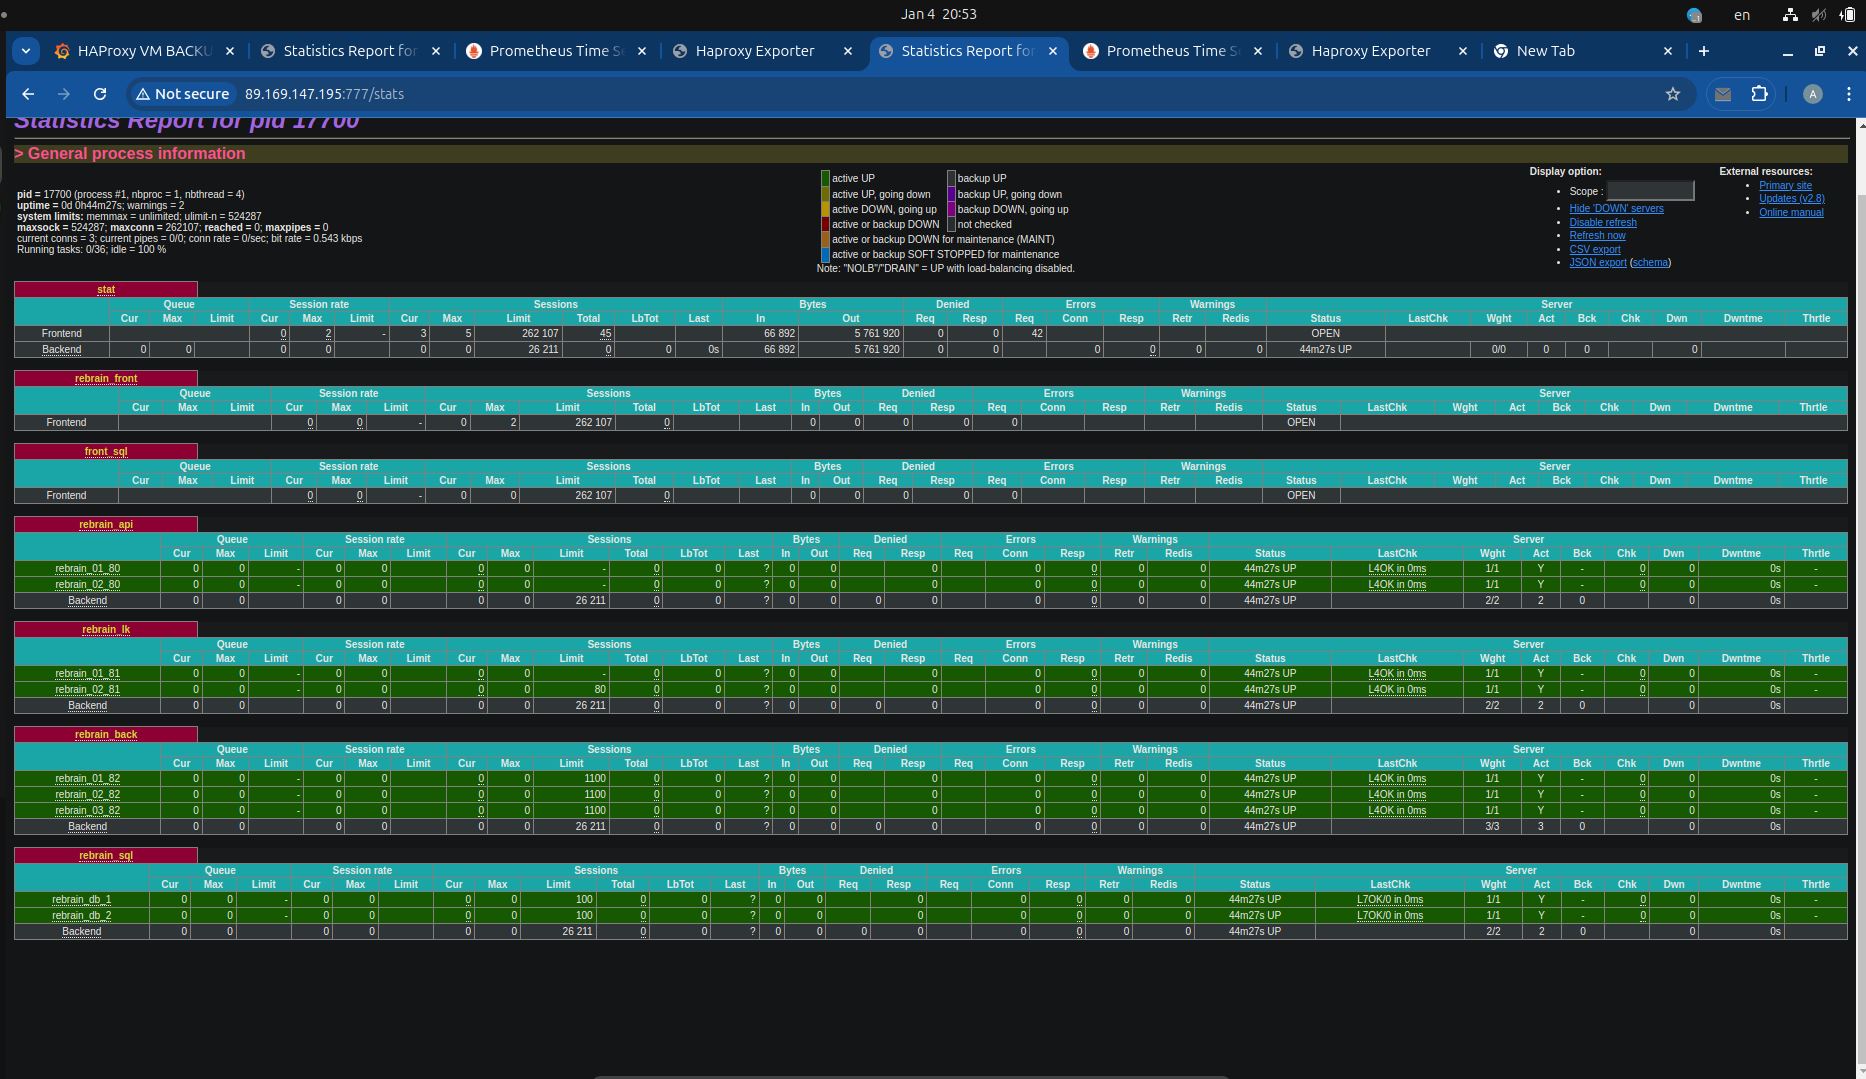 Jan 4 20:53
en
HAProxy VM BACKU
Statistics Report for
Prometheus Time Se
Haproxy Exporter
Statistics Report for
Prometheus Time Se
Haproxy Exporter
New Tab
Not secure 89.169.147.195:777/stats
A
Statistics Report for pid 17700
> General process information
pid = 17700 (process #1, nbproc = 1, nbthread = 4)
uptime = 0d 0h44m27s; warnings = 2
system limits: memmax = unlimited; ulimit-n = 524287
maxsock = 524287; maxconn = 262107; reached = 0; maxpipes = 0
current conns = 3; current pipes = 0/0; conn rate = 0/sec; bit rate = 0.543 kbps
Running tasks: 0/36; idle = 100 %
active UP backup UP
active UP, going down backup UP, going down
active DOWN, going up backup DOWN, going up
active or backup DOWN not checked
active or backup DOWN for maintenance (MAINT)
active or backup SOFT STOPPED for maintenance
Note: "NOLB"/"DRAIN" = UP with load-balancing disabled.
Display option:
Scope :
Hide 'DOWN' servers
Disable refresh
Refresh now
CSV export
JSON export (schema)
External resources:
Primary site
Updates (v2.8)
Online manual
stat
Queue Session rate Sessions Bytes Denied Errors Warnings Server
Cur Max Limit Cur Max Limit Cur Max Limit Total LbTot Last In Out Req Resp Req Conn Resp Retr Redis Status LastChk Wght Act Bck Chk Dwn Dwntme Thrtle
Frontend 0 2 - 3 5 262 107 45 66 892 5 761 920 0 0 42 OPEN
Backend 0 0 0 0 0 0 26 211 0 0 0s 66 892 5 761 920 0 0 0 0 0 0 44m27s UP 0/0 0 0 0
rebrain_front
Queue Session rate Sessions Bytes Denied Errors Warnings Server
Cur Max Limit Cur Max Limit Cur Max Limit Total LbTot Last In Out Req Resp Req Conn Resp Retr Redis Status LastChk Wght Act Bck Chk Dwn Dwntme Thrtle
Frontend 0 0 - 0 2 262 107 0 0 0 0 0 0 OPEN
front_sql
Queue Session rate Sessions Bytes Denied Errors Warnings Server
Cur Max Limit Cur Max Limit Cur Max Limit Total LbTot Last In Out Req Resp Req Conn Resp Retr Redis Status LastChk Wght Act Bck Chk Dwn Dwntme Thrtle
Frontend 0 0 - 0 0 262 107 0 0 0 0 0 0 OPEN
rebrain_api
Queue Session rate Sessions Bytes Denied Errors Warnings Server
Cur Max Limit Cur Max Limit Cur Max Limit Total LbTot Last In Out Req Resp Req Conn Resp Retr Redis Status LastChk Wght Act Bck Chk Dwn Dwntme Thrtle
rebrain_01_80 0 0 - 0 0 0 0 - 0 0 ? 0 0 0 0 0 0 0 44m27s UP L4OK in 0ms 1/1 Y - 0 0 0s -
rebrain_02_80 0 0 - 0 0 0 0 - 0 0 ? 0 0 0 0 0 0 0 44m27s UP L4OK in 0ms 1/1 Y - 0 0 0s -
Backend 0 0 0 0 0 0 26 211 0 0 ? 0 0 0 0 0 0 0 0 44m27s UP 2/2 2 0 0 0s
rebrain_lk
Queue Session rate Sessions Bytes Denied Errors Warnings Server
Cur Max Limit Cur Max Limit Cur Max Limit Total LbTot Last In Out Req Resp Req Conn Resp Retr Redis Status LastChk Wght Act Bck Chk Dwn Dwntme Thrtle
rebrain_01_81 0 0 - 0 0 0 0 - 0 0 ? 0 0 0 0 0 0 0 44m27s UP L4OK in 0ms 1/1 Y - 0 0 0s -
rebrain_02_81 0 0 - 0 0 0 0 80 0 0 ? 0 0 0 0 0 0 0 44m27s UP L4OK in 0ms 1/1 Y - 0 0 0s -
Backend 0 0 0 0 0 0 26 211 0 0 ? 0 0 0 0 0 0 0 0 44m27s UP 2/2 2 0 0 0s
rebrain_back
Queue Session rate Sessions Bytes Denied Errors Warnings Server
Cur Max Limit Cur Max Limit Cur Max Limit Total LbTot Last In Out Req Resp Req Conn Resp Retr Redis Status LastChk Wght Act Bck Chk Dwn Dwntme Thrtle
rebrain_01_82 0 0 - 0 0 0 0 1100 0 0 ? 0 0 0 0 0 0 0 44m27s UP L4OK in 0ms 1/1 Y - 0 0 0s -
rebrain_02_82 0 0 - 0 0 0 0 1100 0 0 ? 0 0 0 0 0 0 0 44m27s UP L4OK in 0ms 1/1 Y - 0 0 0s -
rebrain_03_82 0 0 - 0 0 0 0 1100 0 0 ? 0 0 0 0 0 0 0 44m27s UP L4OK in 0ms 1/1 Y - 0 0 0s -
Backend 0 0 0 0 0 0 26 211 0 0 ? 0 0 0 0 0 0 0 0 44m27s UP 3/3 3 0 0 0s
rebrain_sql
Queue Session rate Sessions Bytes Denied Errors Warnings Server
Cur Max Limit Cur Max Limit Cur Max Limit Total LbTot Last In Out Req Resp Req Conn Resp Retr Redis Status LastChk Wght Act Bck Chk Dwn Dwntme Thrtle
rebrain_db_1 0 0 - 0 0 0 0 100 0 0 ? 0 0 0 0 0 0 0 44m27s UP L7OK/0 in 0ms 1/1 Y - 0 0 0s -
rebrain_db_2 0 0 - 0 0 0 0 100 0 0 ? 0 0 0 0 0 0 0 44m27s UP L7OK/0 in 0ms 1/1 Y - 0 0 0s -
Backend 0 0 0 0 0 0 26 211 0 0 ? 0 0 0 0 0 0 0 0 44m27s UP 2/2 2 0 0 0s